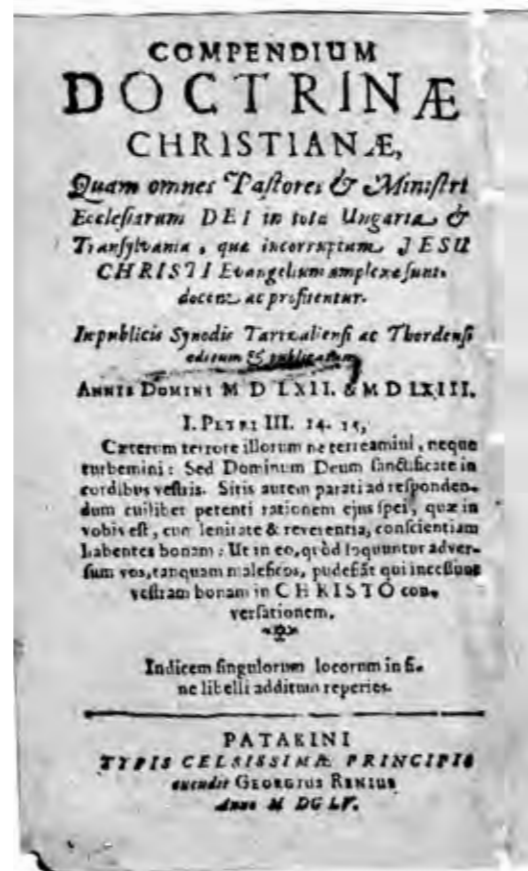 COMPENDIUM
DOCTRINÆ
CHRISTIANÆ,
Quam omnes Pastores & Ministri
Ecclesiarum DEI in tota Ungaria &
Transylvania, quæ incorruptum JESU
CHRISTI Evangelium amplexæ sunt,
docent ac profitentur.
In publicis Synodis Tarczaliensi ac Thordensi
editum & publicatum
ANNIS DOMINI M D LXII. & M D LXIII.
I. PETRI III. 14. 15,
Cæterum terrore illorum ne terreamini, neque
turbemini: Sed Dominum Deum sanctificate in
cordibus vestris. Sitis autem parati ad responden-
dum cuilibet petenti rationem ejus spei, quæ in
vobis est, cum lenitate & reverentia, conscientiam
habentes bonam: Ut in eo, quòd loquuntur adver-
sum vos, tanquam maleficos, pudefiāt qui incessunt
vestram bonam in CHRISTO con-
versationem.
Indicem singulorum locorum in fi-
ne libelli additum reperies.
PATAKINI
TYPIS CELSISSIMÆ PRINCIPIS
excudit GEORGIUS RENIUS
Anno M DC LV.